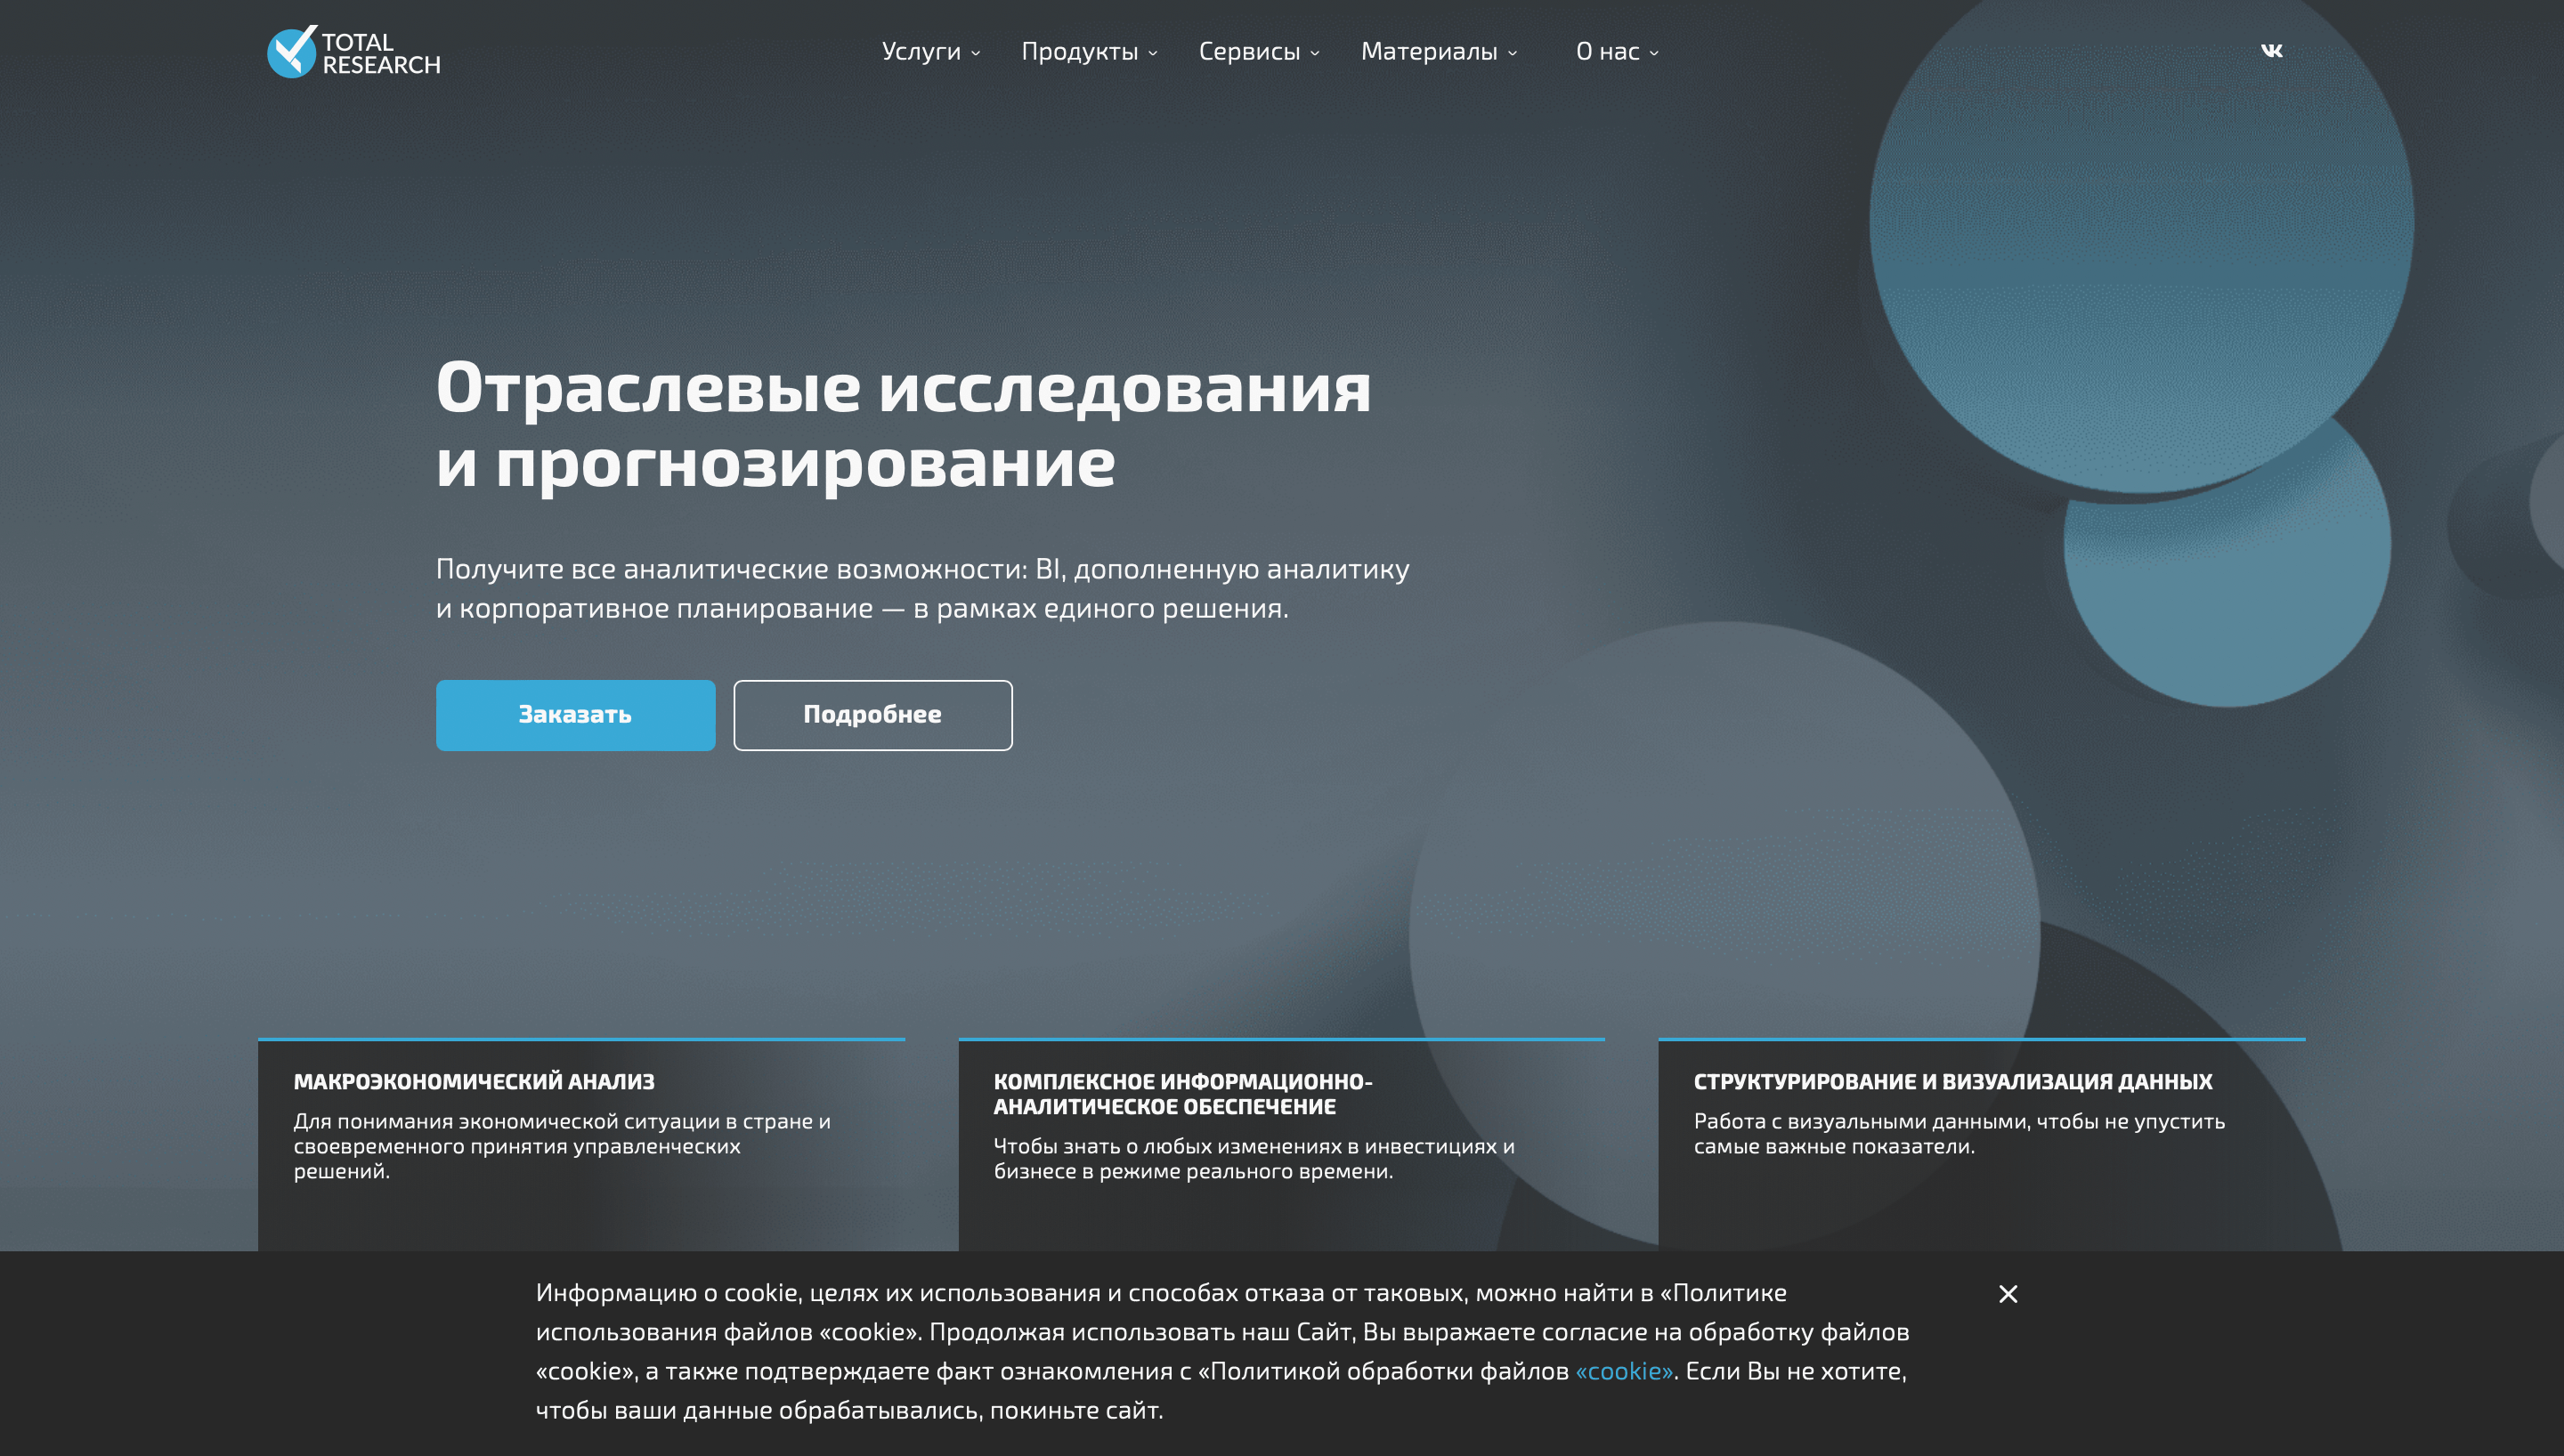 TOTAL
RESEARCH
Услуги
Продукты
Сервисы
Материалы
О нас
Отраслевые исследования
и прогнозирование
Получите все аналитические возможности: BI, дополненную аналитику
и корпоративное планирование — в рамках единого решения.
Заказать
Подробнее
МАКРОЭКОНОМИЧЕСКИЙ АНАЛИЗ
Для понимания экономической ситуации в стране и
своевременного принятия управленческих
решений.
КОМПЛЕКСНОЕ ИНФОРМАЦИОННО-
АНАЛИТИЧЕСКОЕ ОБЕСПЕЧЕНИЕ
Чтобы знать о любых изменениях в инвестициях и
бизнесе в режиме реального времени.
СТРУКТУРИРОВАНИЕ И ВИЗУАЛИЗАЦИЯ ДАННЫХ
Работа с визуальными данными, чтобы не упустить
самые важные показатели.
Информацию о cookie, целях их использования и способах отказа от таковых, можно найти в «Политике
использования файлов «cookie». Продолжая использовать наш Сайт, Вы выражаете согласие на обработку файлов
«cookie», а также подтверждаете факт ознакомления с «Политикой обработки файлов «cookie». Если Вы не хотите,
чтобы ваши данные обрабатывались, покиньте сайт.